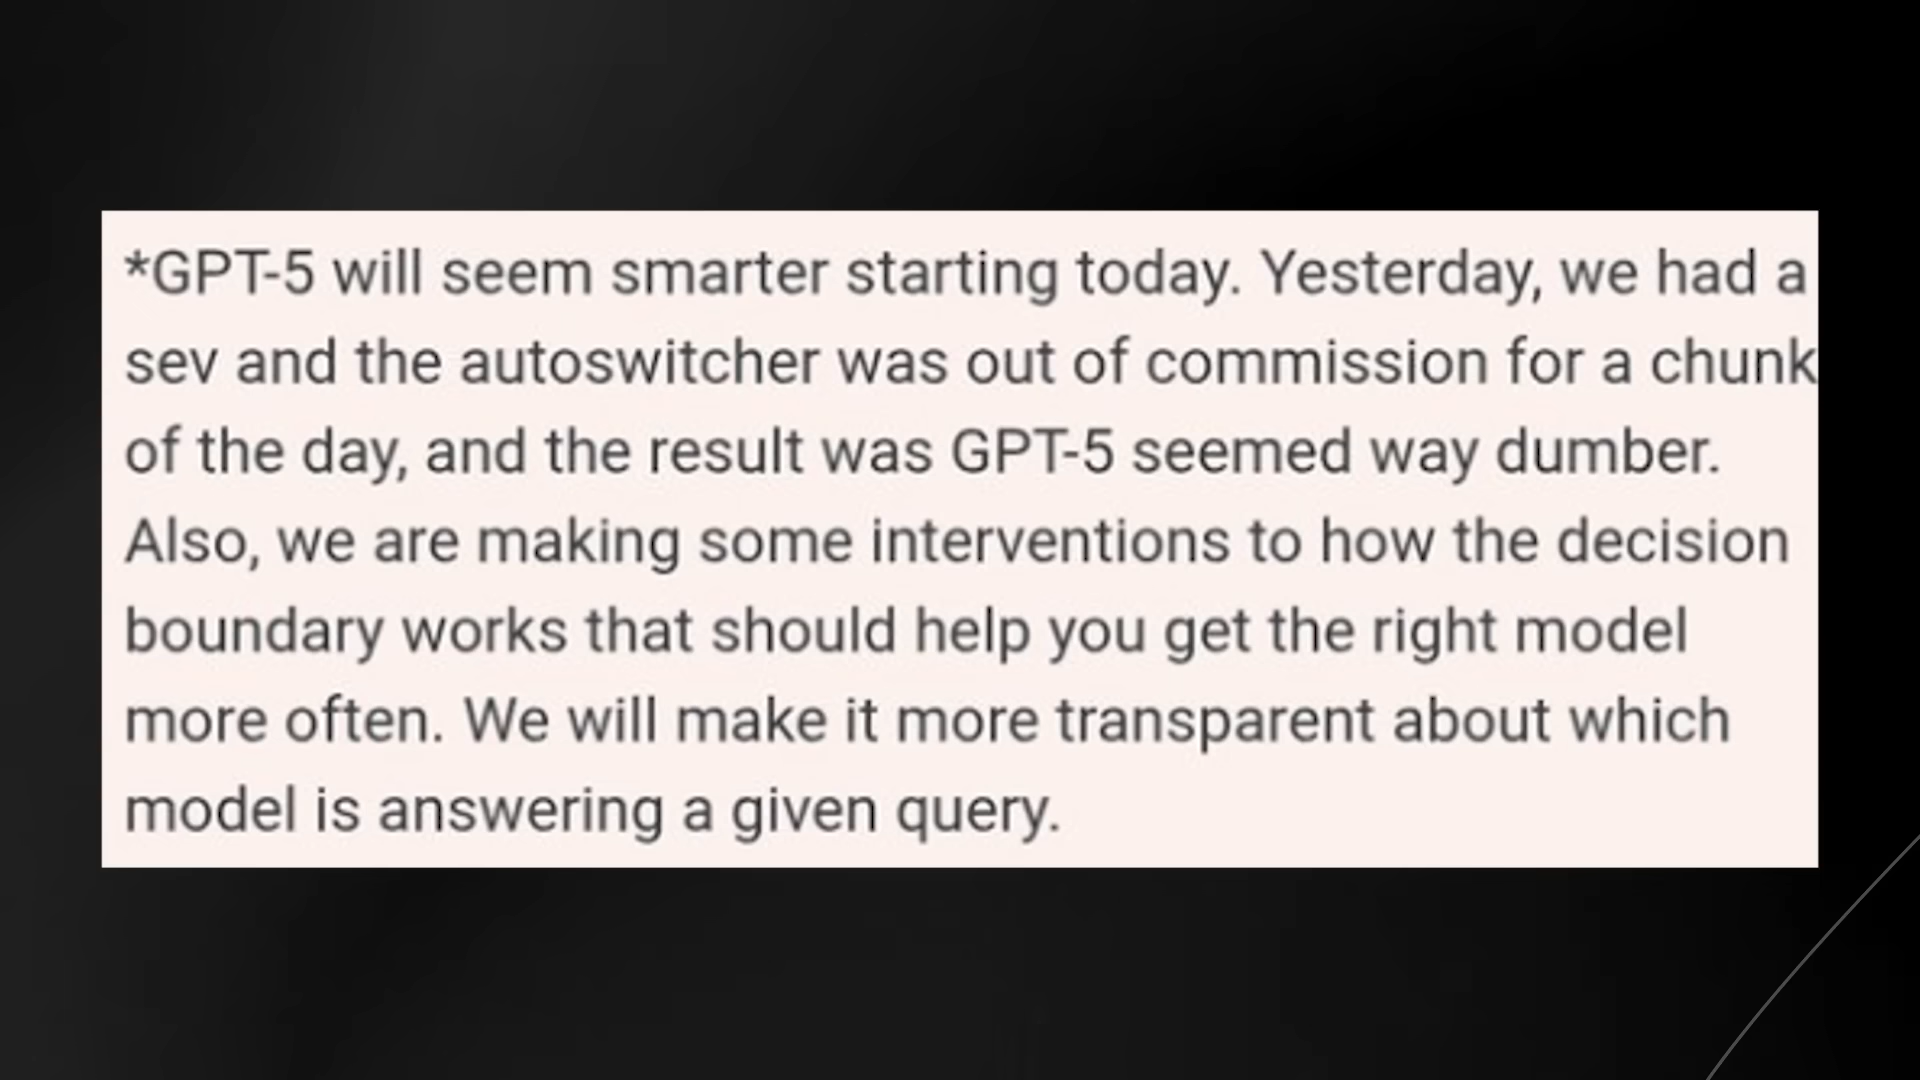 *GPT-5 will seem smarter starting today. Yesterday, we had a
sev and the autoswitcher was out of commission for a chunk
of the day, and the result was GPT-5 seemed way dumber.
Also, we are making some interventions to how the decision
boundary works that should help you get the right model
more often. We will make it more transparent about which
model is answering a given query.